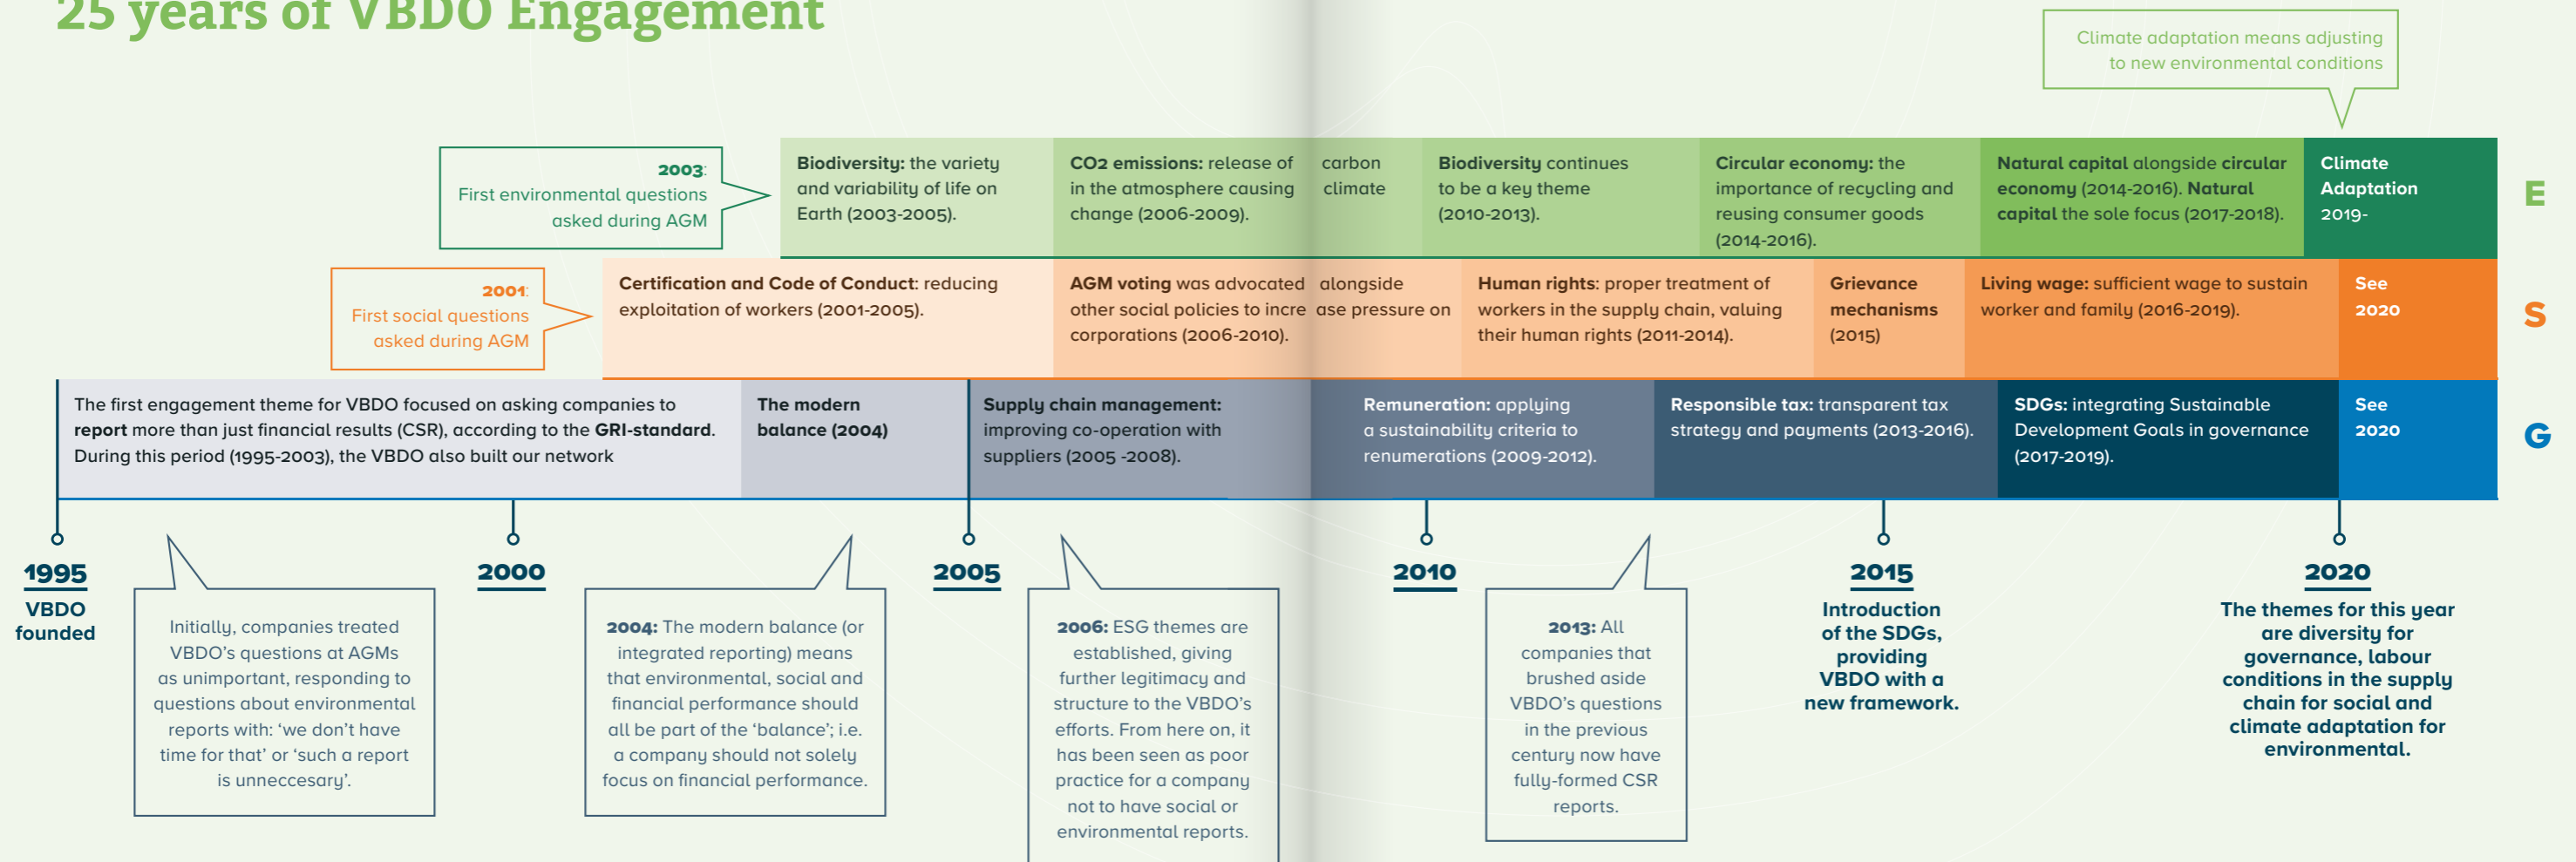 25 years of VBDO Engagement
Climate adaptation means adjusting
to new environmental conditions
2003:
First environmental questions
asked during AGM
Biodiversity: the variety
and variability of life on
Earth (2003-2005).
CO2 emissions: release of carbon
in the atmosphere causing climate
change (2006-2009).
Biodiversity continues
to be a key theme
(2010-2013).
Circular economy: the
importance of recycling and
reusing consumer goods
(2014-2016).
Natural capital alongside circular
economy (2014-2016). Natural
capital the sole focus (2017-2018).
Climate
Adaptation
2019-
E
2001:
First social questions
asked during AGM
Certification and Code of Conduct: reducing
exploitation of workers (2001-2005).
AGM voting was advocated alongside
other social policies to incre ase pressure on
corporations (2006-2010).
Human rights: proper treatment of
workers in the supply chain, valuing
their human rights (2011-2014).
Grievance
mechanisms
(2015)
Living wage: sufficient wage to sustain
worker and family (2016-2019).
See
2020
S
The first engagement theme for VBDO focused on asking companies to
report more than just financial results (CSR), according to the GRI-standard.
During this period (1995-2003), the VBDO also built our network
The modern
balance (2004)
Supply chain management:
improving co-operation with
suppliers (2005 -2008).
Remuneration: applying
a sustainability criteria to
renumerations (2009-2012).
Responsible tax: transparent tax
strategy and payments (2013-2016).
SDGs: integrating Sustainable
Development Goals in governance
(2017-2019).
See
2020
G
1995
VBDO
founded
Initially, companies treated
VBDO's questions at AGMs
as unimportant, responding to
questions about environmental
reports with: 'we don't have
time for that' or 'such a report
is unneccesary'.
2000
2004: The modern balance (or
integrated reporting) means
that environmental, social and
financial performance should
all be part of the 'balance'; i.e.
a company should not solely
focus on financial performance.
2005
2006: ESG themes are
established, giving
further legitimacy and
structure to the VBDO's
efforts. From here on, it
has been seen as poor
practice for a company
not to have social or
environmental reports.
2010
2013: All
companies that
brushed aside
VBDO's questions
in the previous
century now have
fully-formed CSR
reports.
2015
Introduction
of the SDGs,
providing
VBDO with a
new framework.
2020
The themes for this year
are diversity for
governance, labour
conditions in the supply
chain for social and
climate adaptation for
environmental.